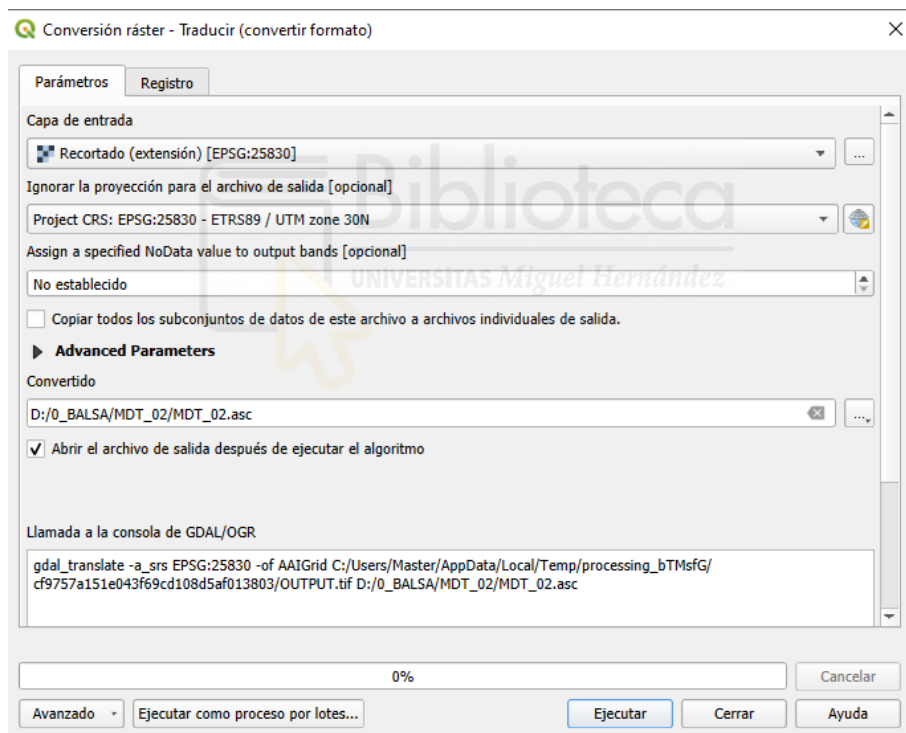 Conversión ráster - Traducir (convertir formato)
Parámetros
Registro
Capa de entrada
Recortado (extensión) [EPSG:25830]
...
Ignorar la proyección para el archivo de salida [opcional]
Project CRS: EPSG:25830 - ETRS89 / UTM zone 30N
Assign a specified NoData value to output bands [opcional]
No establecido
Copiar todos los subconjuntos de datos de este archivo a archivos individuales de salida.
Advanced Parameters
Convertido
D:/0_BALSA/MDT_02/MDT_02.asc
...
Abrir el archivo de salida después de ejecutar el algoritmo
Llamada a la consola de GDAL/OGR
gdal_translate -a_srs EPSG:25830 -of AAIGrid C:/Users/Master/AppData/Local/Temp/processing_bTMsfG/
cf9757a151e043f69cd108d5af013803/OUTPUT.tif D:/0_BALSA/MDT_02/MDT_02.asc
0%
Cancelar
Avanzado
Ejecutar como proceso por lotes...
Ejecutar
Cerrar
Ayuda
Biblioteca
UNIVERSITAS Miguel Hernández